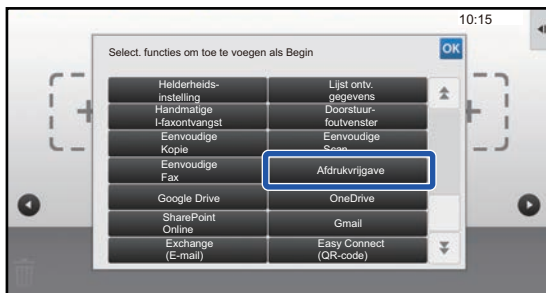 10:15
Select. functies om toe te voegen als Begin
OK
Helderheids-
instelling
Lijst ontv.
gegevens
Handmatige
I-faxontvangst
Doorstuur-
foutvenster
Eenvoudige
Kopie
Eenvoudige
Scan
Eenvoudige
Fax
Afdrukvrijgave
Google Drive
OneDrive
SharePoint
Online
Gmail
Exchange
(E-mail)
Easy Connect
(QR-code)